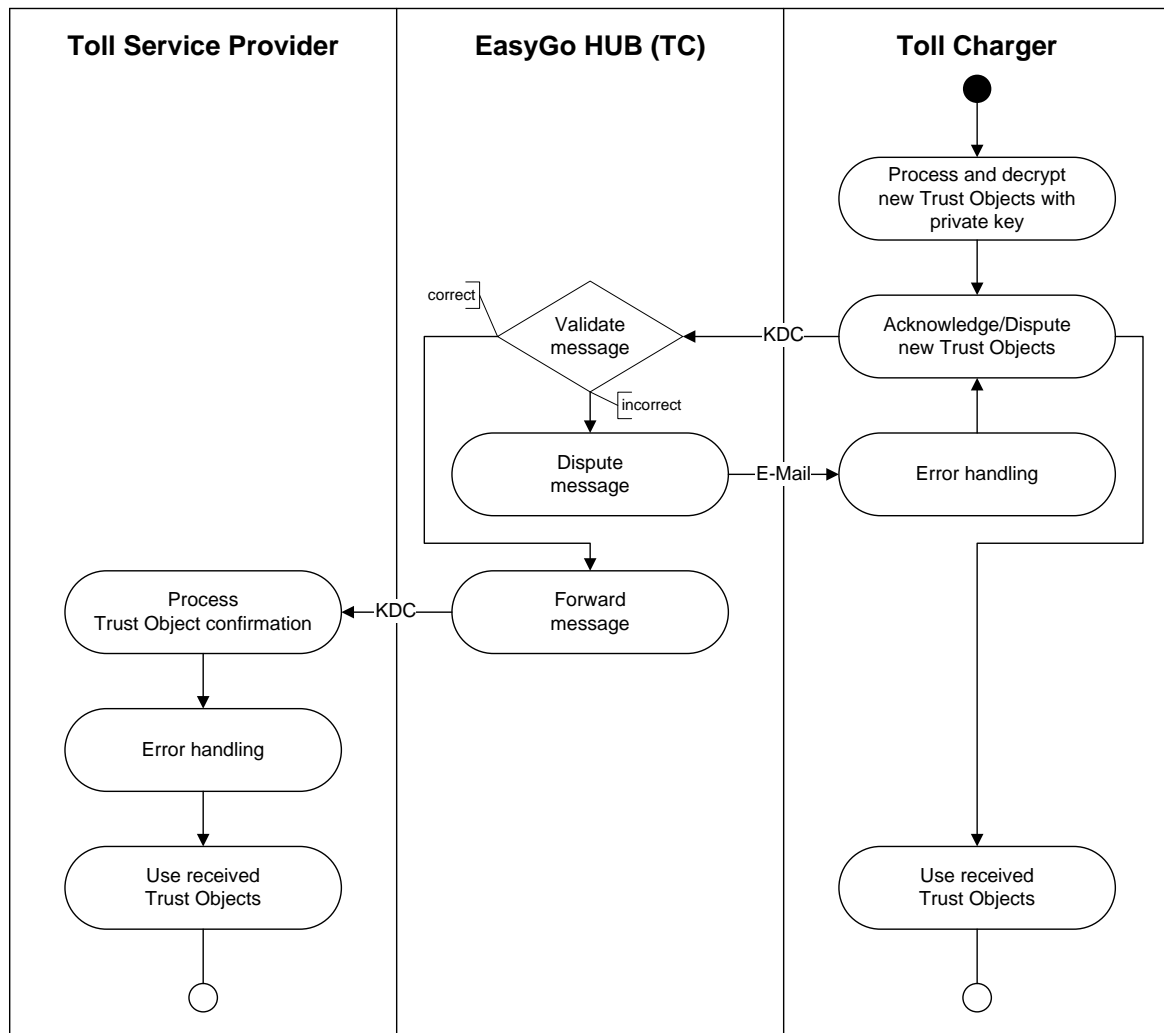 Toll Service Provider
EasyGo HUB (TC)
Toll Charger
Process and decrypt
new Trust Objects with
private key
correct
Validate
message
KDC
Acknowledge/Dispute
new Trust Objects
incorrect
Dispute
message
E-Mail
Error handling
Process
Trust Object confirmation
KDC
Forward
message
Error handling
Use received
Trust Objects
Use received
Trust Objects